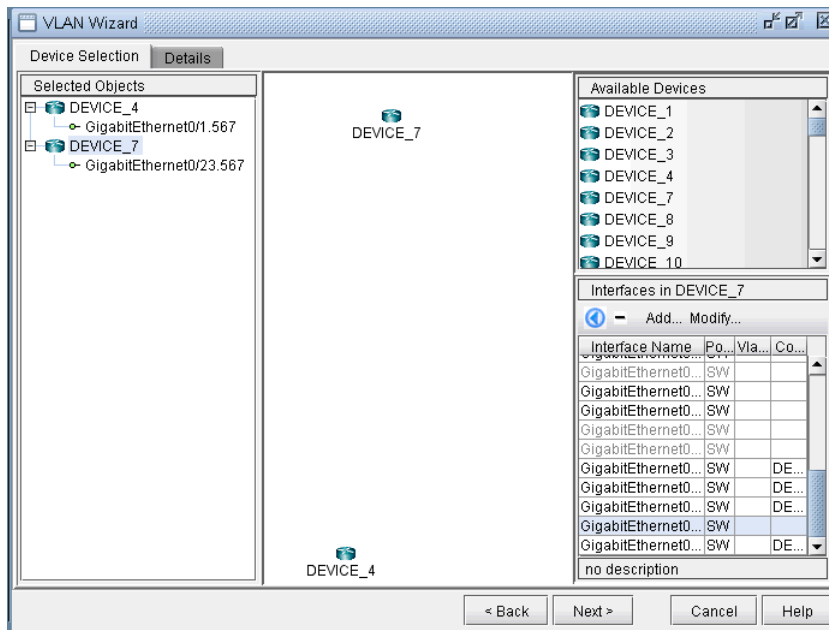 VLAN Wizard
Device Selection
Details
Selected Objects
DEVICE_4
GigabitEthernet0/1.567
DEVICE_7
GigabitEthernet0/23.567
DEVICE_7
DEVICE_4
Available Devices
DEVICE_1
DEVICE_2
DEVICE_3
DEVICE_4
DEVICE_7
DEVICE_8
DEVICE_9
DEVICE_10
Interfaces in DEVICE_7
Add... Modify...
Interface Name Po... Vla... Co...
GigabitEthernet0... SW
GigabitEthernet0... SW
GigabitEthernet0... SW
GigabitEthernet0... SW
GigabitEthernet0... SW
GigabitEthernet0... SW DE...
GigabitEthernet0... SW DE...
GigabitEthernet0... SW DE...
GigabitEthernet0... SW
GigabitEthernet0... SW DE...
no description
< Back Next > Cancel Help